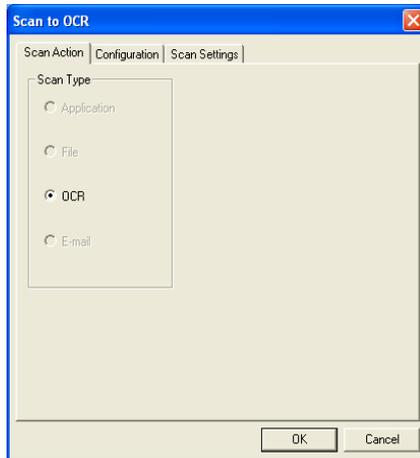 Scan to OCR
Scan Action Configuration Scan Settings
Scan Type
Application
File
OCR
E-mail
OK Cancel